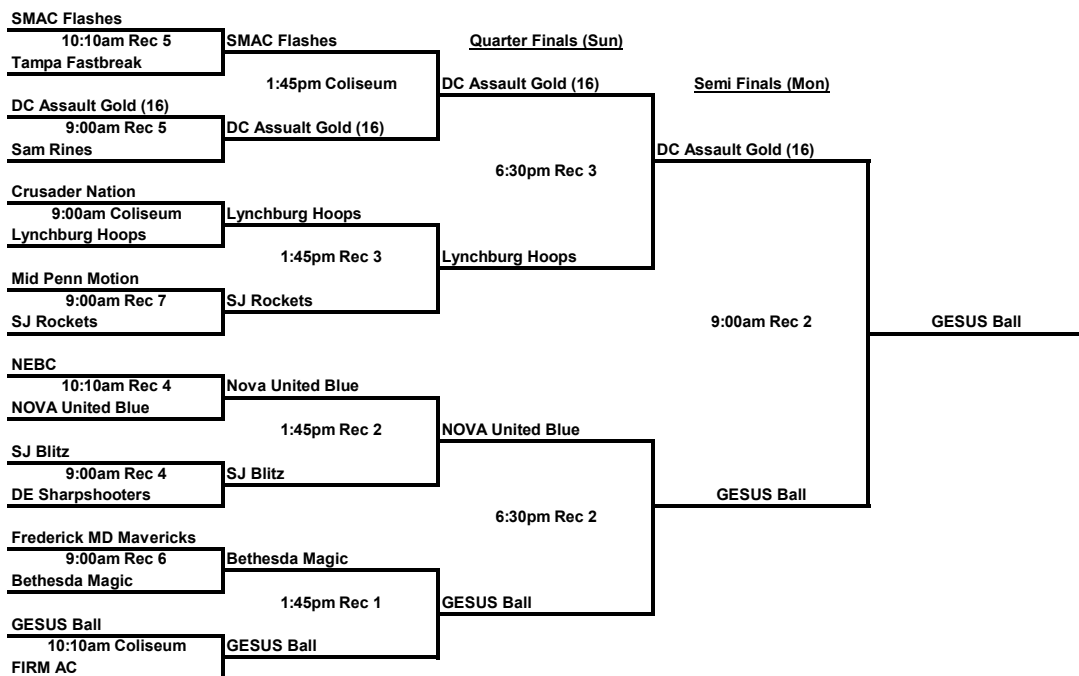 SMAC Flashes
10:10am Rec 5
Tampa Fastbreak
SMAC Flashes
1:45pm Coliseum
DC Assault Gold (16)
9:00am Rec 5
Sam Rines
DC Assualt Gold (16)
Quarter Finals (Sun)
DC Assault Gold (16)
6:30pm Rec 3
Crusader Nation
9:00am Coliseum
Lynchburg Hoops
Lynchburg Hoops
1:45pm Rec 3
Mid Penn Motion
9:00am Rec 7
SJ Rockets
SJ Rockets
Lynchburg Hoops
Semi Finals (Mon)
DC Assault Gold (16)
9:00am Rec 2
GESUS Ball
NEBC
10:10am Rec 4
NOVA United Blue
Nova United Blue
1:45pm Rec 2
SJ Blitz
9:00am Rec 4
DE Sharpshooters
SJ Blitz
NOVA United Blue
6:30pm Rec 2
GESUS Ball
Frederick MD Mavericks
9:00am Rec 6
Bethesda Magic
Bethesda Magic
1:45pm Rec 1
GESUS Ball
10:10am Coliseum
FIRM AC
GESUS Ball
GESUS Ball